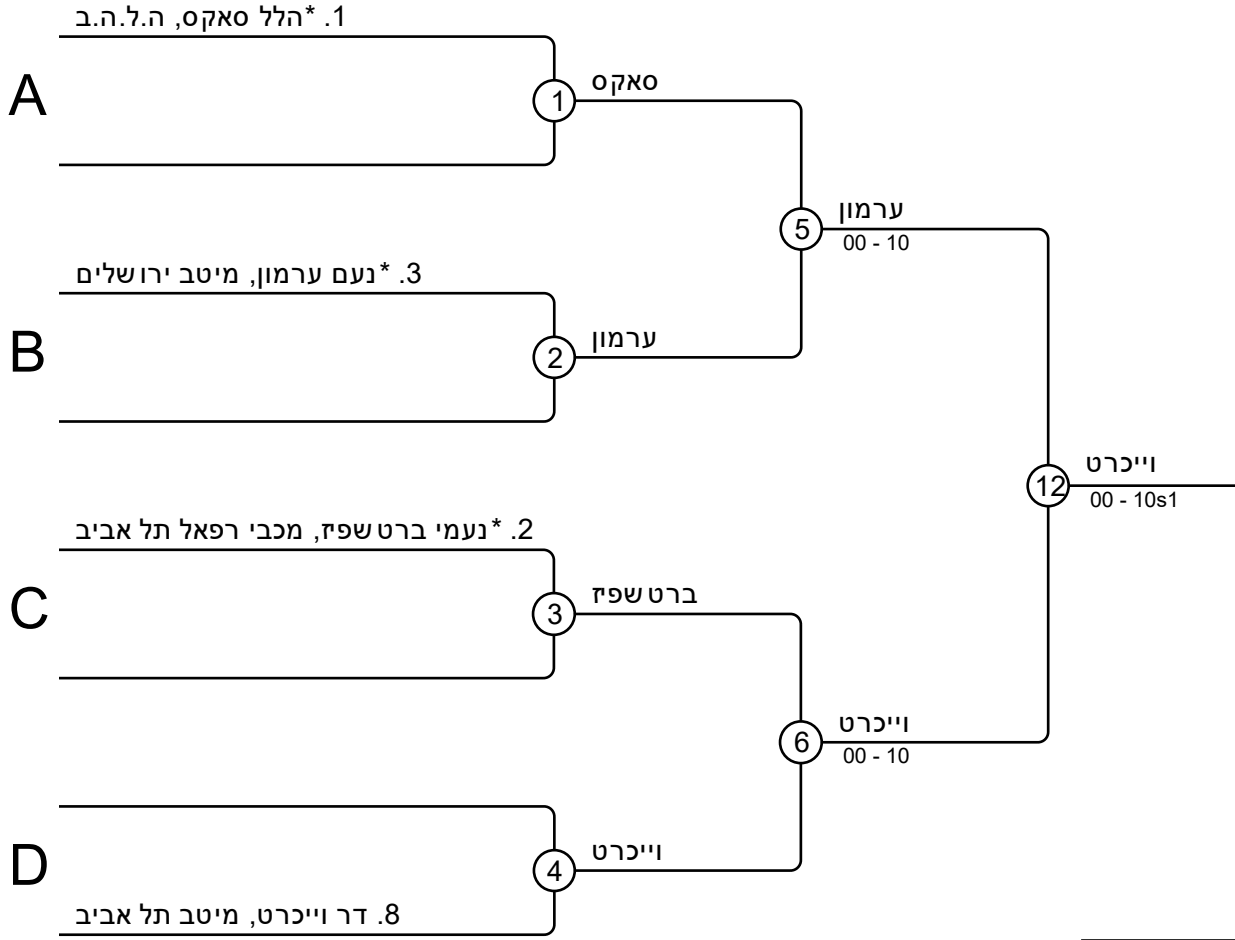 1. *הלל סאקס, ה.ל.ה.ב
A
1
סאקס
5
ערמון
00 - 10
3. *נעם ערמון, מיטב ירושלים
B
2
ערמון
12
וייכרט
00 - 10s1
2. *נעמי ברטשפיז, מכבי רפאל תל אביב
C
3
ברטשפיז
6
וייכרט
00 - 10
D
4
וייכרט
8. דר וייכרט, מיטב תל אביב